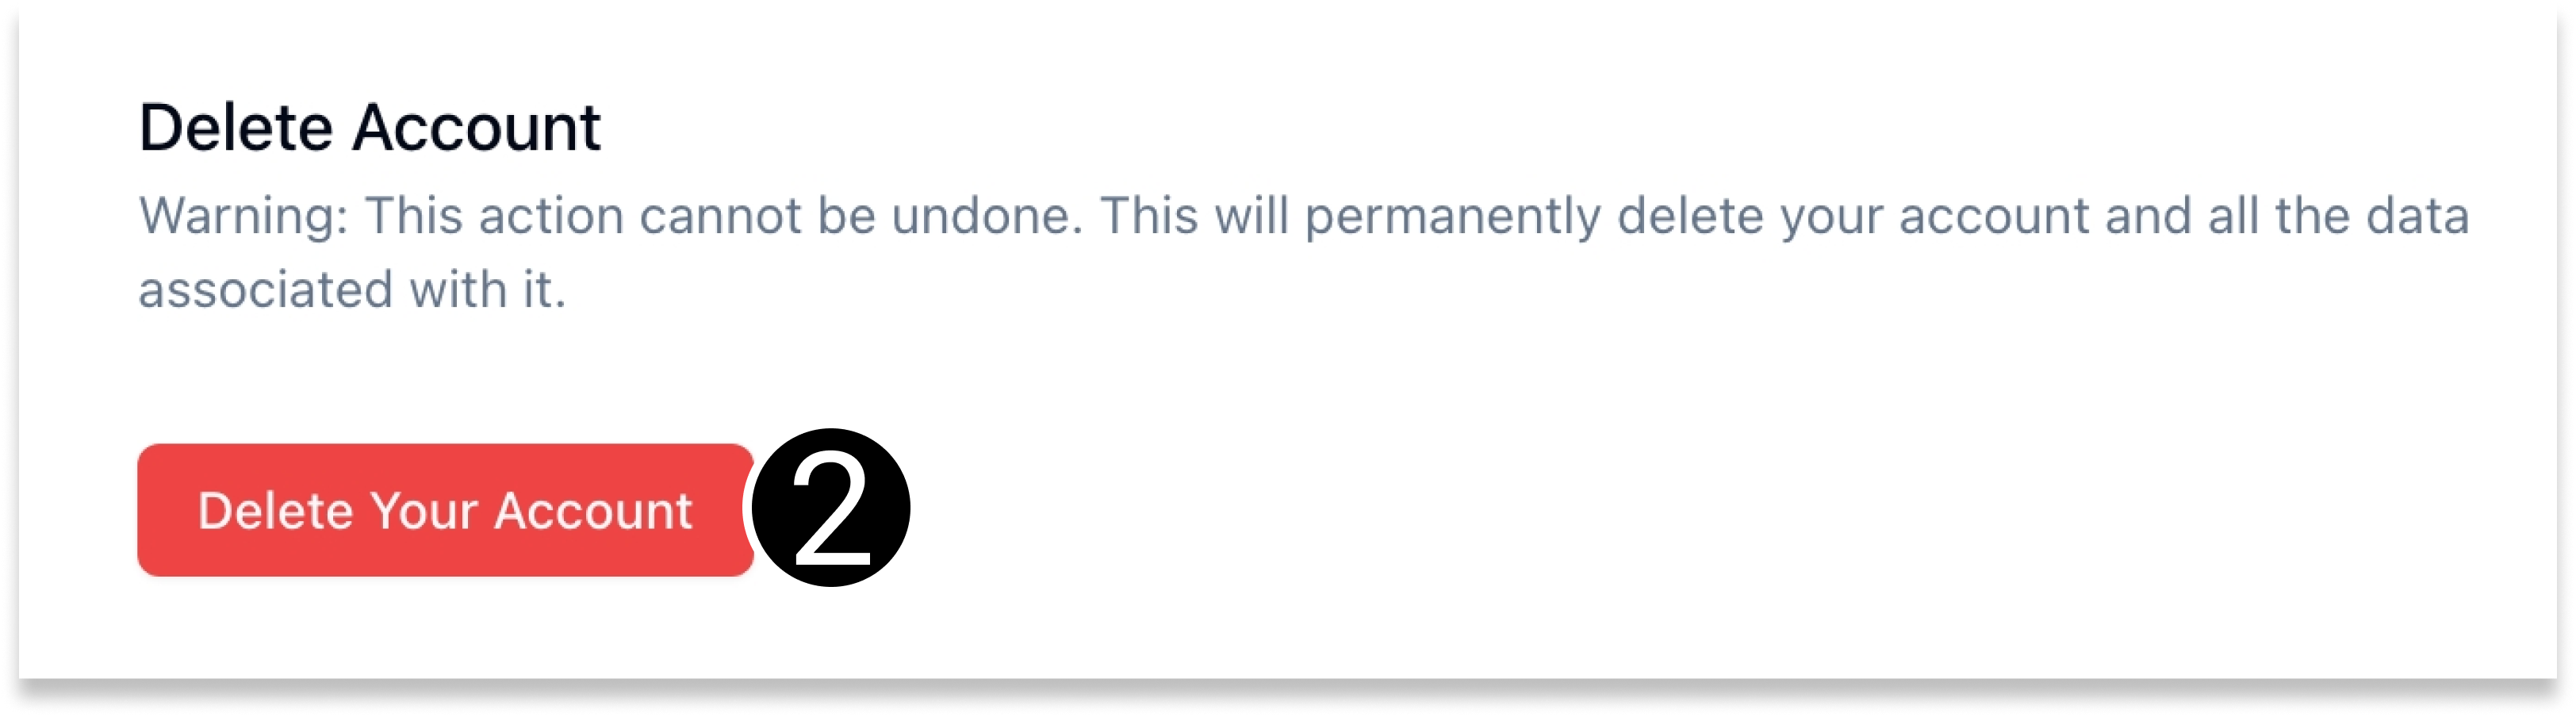 Delete Account
Warning: This action cannot be undone. This will permanently delete your account and all the data
associated with it.
Delete Your Account 2